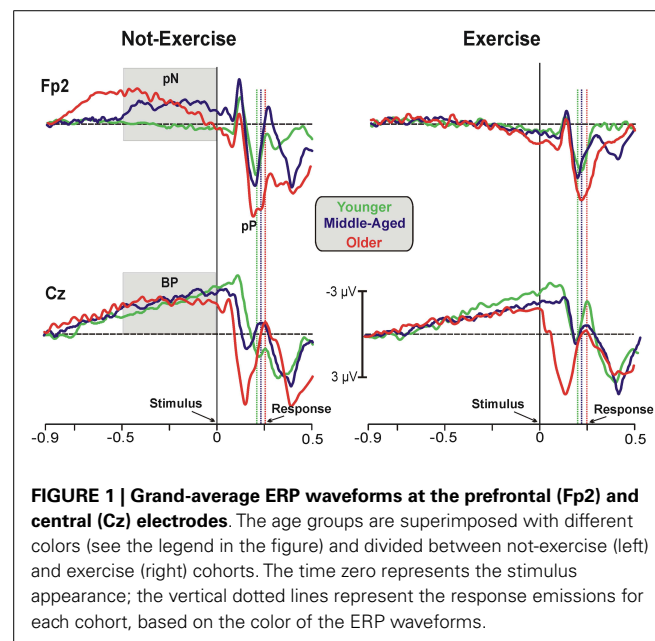 Not-Exercise
Exercise
Fp2
pN
pP
Younger
Middle-Aged
Older
Cz
BP
-3 µV
3 µV
Stimulus
Response
Stimulus
Response
-0.9
-0.5
0
0.5
-0.9
-0.5
0
0.5
FIGURE 1 | Grand-average ERP waveforms at the prefrontal (Fp2) and
central (Cz) electrodes. The age groups are superimposed with different
colors (see the legend in the figure) and divided between not-exercise (left)
and exercise (right) cohorts. The time zero represents the stimulus
appearance; the vertical dotted lines represent the response emissions for
each cohort, based on the color of the ERP waveforms.